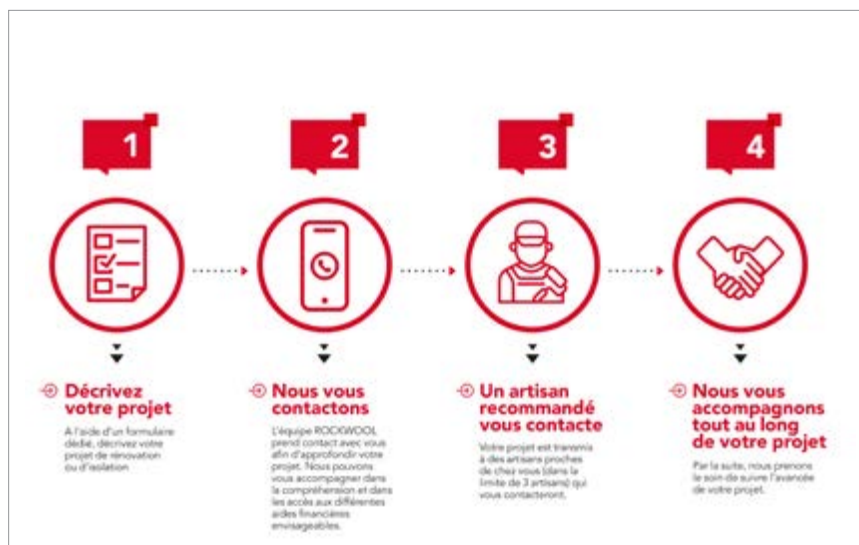 1
Décrivez
votre projet
A l'aide d'un formulaire
dédié, décrivez votre
projet de rénovation
ou d'isolation
2
Nous vous
contactons
L'équipe ROCKWOOL
prend contact avec vous
afin d'approfondir votre
projet. Nous pouvons
vous accompagner dans
la compréhension et dans
les accès aux différentes
aides financières
envisageables.
3
Un artisan
recommandé
vous contacte
Votre projet est transmis
à des artisans proches
de chez vous (dans la
limite de 3 artisans) qui
vous contacteront.
4
Nous vous
accompagnons
tout au long
de votre projet
Par la suite, nous prenons
le soin de suivre l'avancée
de votre projet.